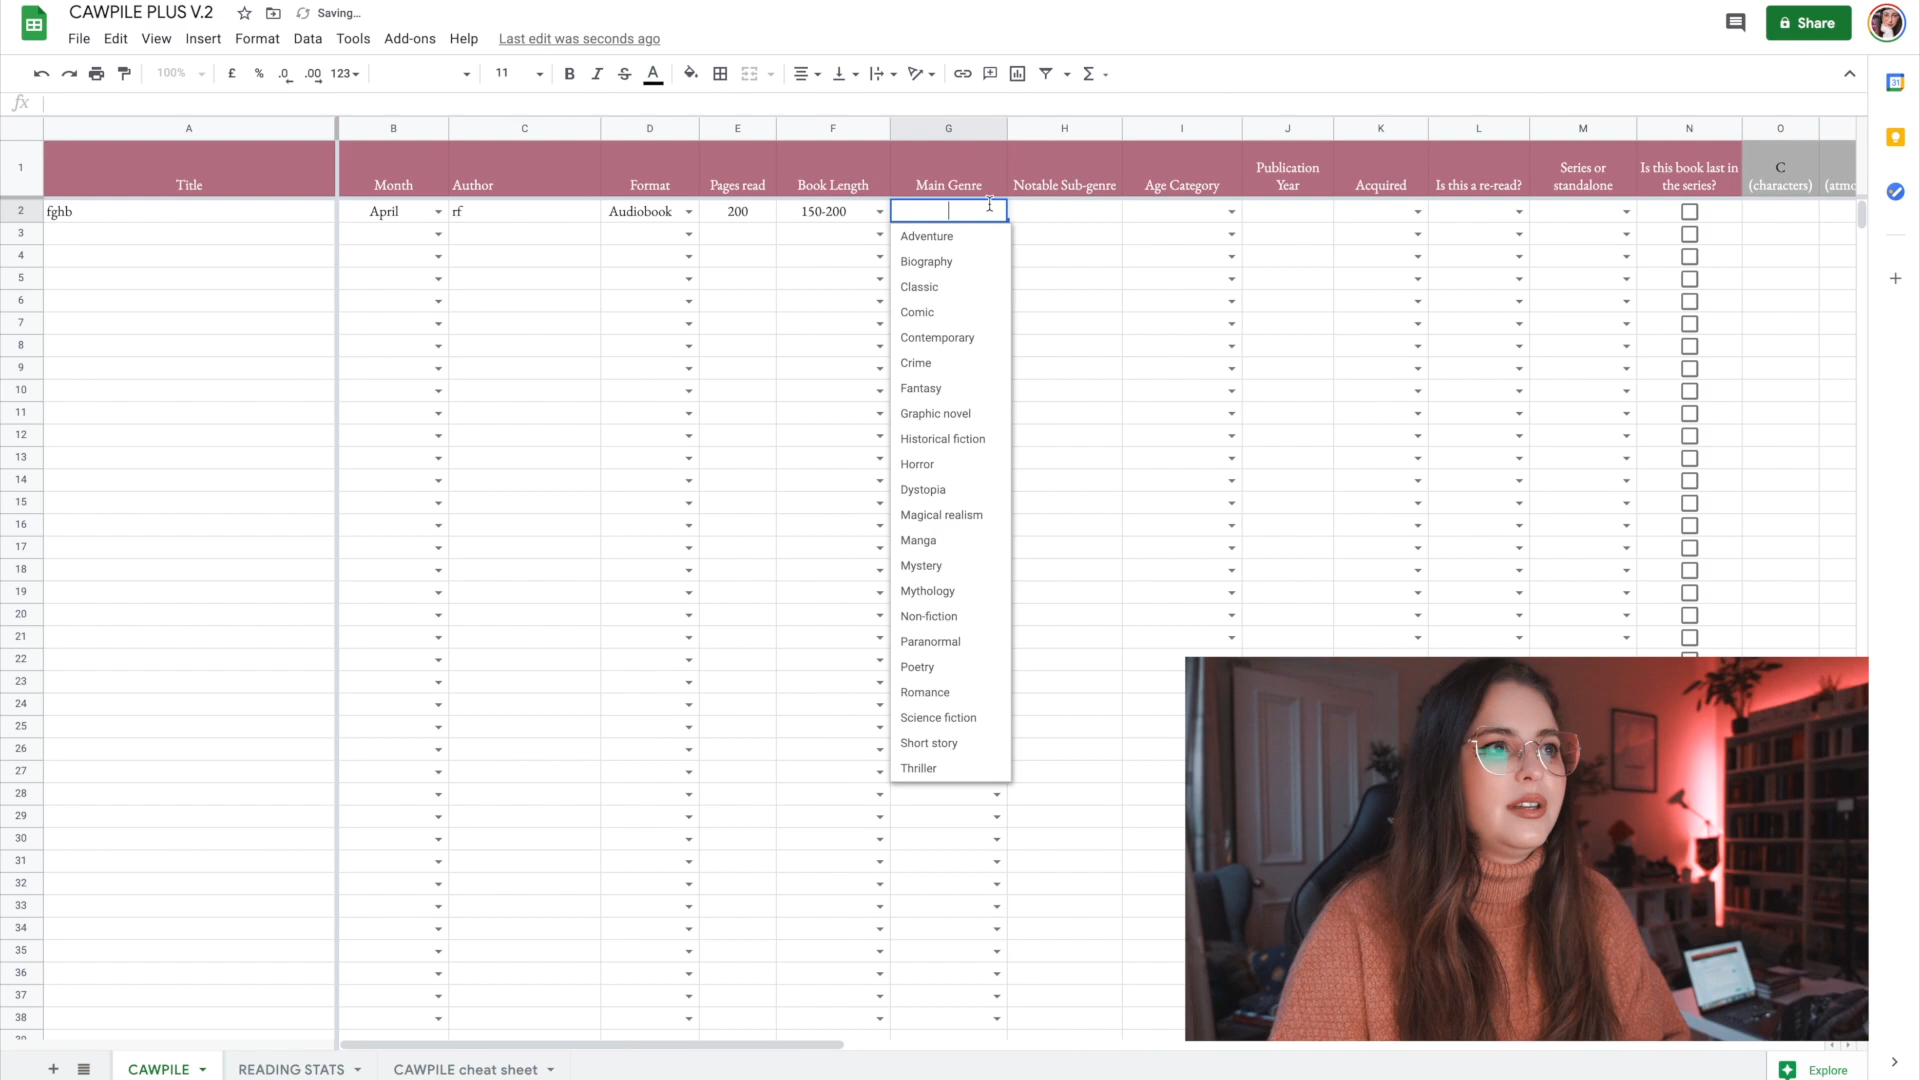 CAWPILE PLUS V.2 Saving...
File Edit View Insert Format Data Tools Add-ons Help Last edit was seconds ago
Share
100% £ % .0 .00 123 11 B I S A Σ
31
fx
A B C D E F G H I J K L M N O
1 Title Month Author Format Pages read Book Length Main Genre Notable Sub-genre Age Category Publication Year Acquired Is this a re-read? Series or standalone Is this book last in the series? C (characters) (atmo
2 fghb April rf Audiobook 200 150-200
3
4
5
6
7
8
9
10
11
12
13
14
15
16
17
18
19
20
21
22
23
24
25
26
27
28
29
30
31
32
33
34
35
36
37
38
39
Adventure
Biography
Classic
Comic
Contemporary
Crime
Fantasy
Graphic novel
Historical fiction
Horror
Dystopia
Magical realism
Manga
Mystery
Mythology
Non-fiction
Paranormal
Poetry
Romance
Science fiction
Short story
Thriller
CAWPILE READING STATS CAWPILE cheat sheet Explore